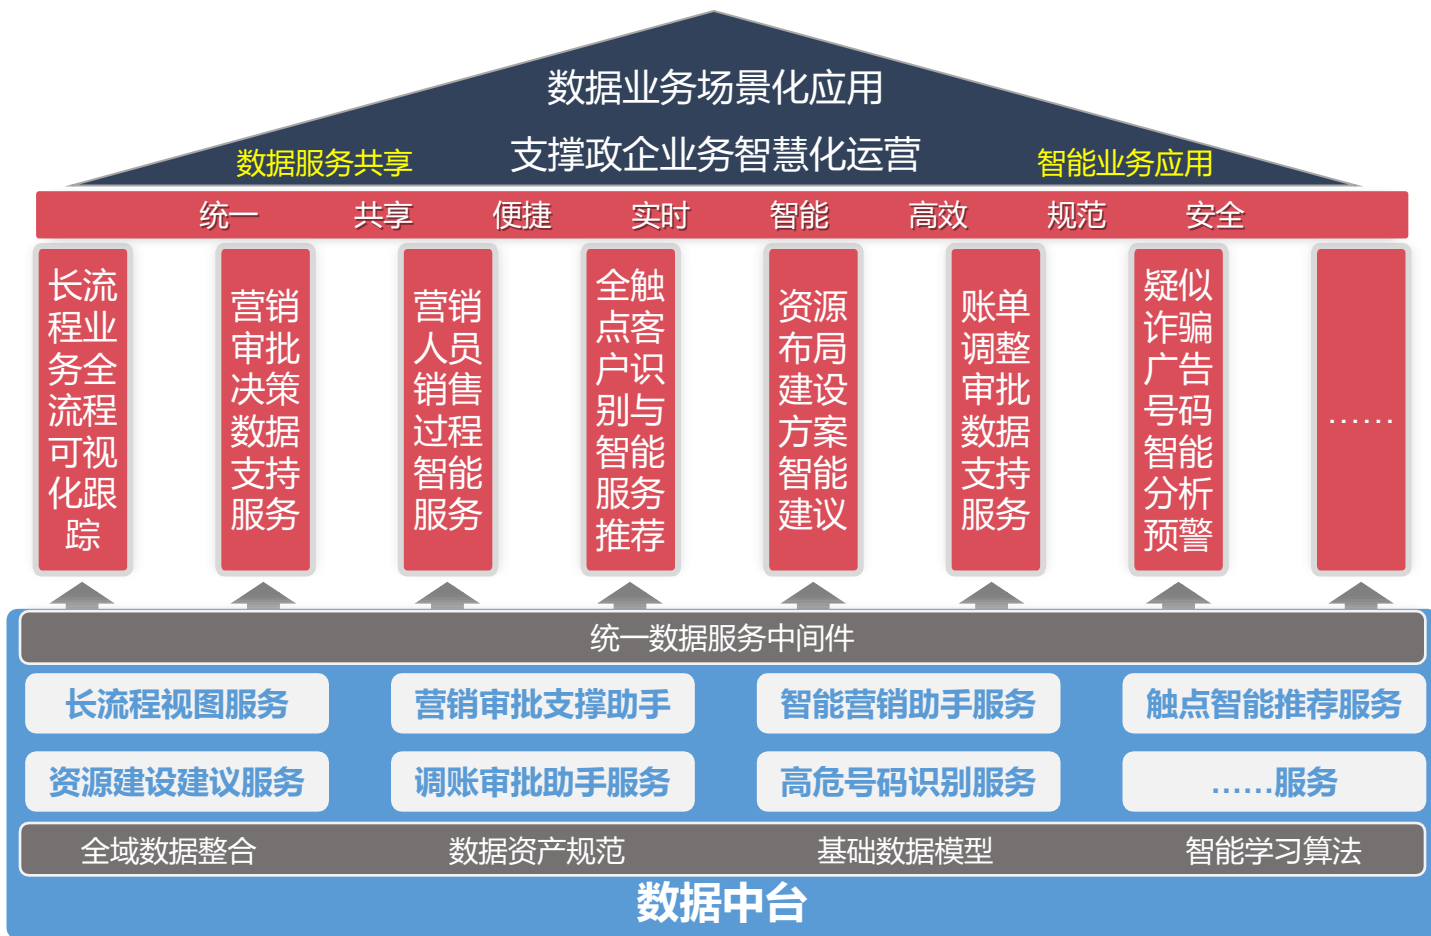 数据业务场景化应用
支撑政企业务智慧化运营
数据服务共享
智能业务应用
统一
共享
便捷
实时
智能
高效
规范
安全
长流
程业
务全
流程
可视
化跟
踪
营销
审批
决策
数据
支持
服务
营销
人员
销售
过程
智能
服务
全触
点客
户识
别与
智能
服务
推荐
资源
布局
建设
方案
智能
建议
账单
调整
审批
数据
支持
服务
疑似
诈骗
广告
号码
智能
分析
预警
……
统一数据服务中间件
长流程视图服务
营销审批支撑助手
智能营销助手服务
触点智能推荐服务
资源建设建议服务
调账审批助手服务
高危号码识别服务
……服务
全域数据整合
数据资产规范
基础数据模型
智能学习算法
数据中台